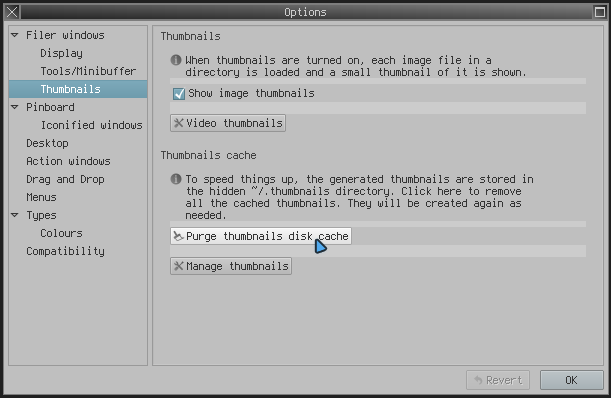 Options
Filer windows
Display
Tools/Minibuffer
Thumbnails
Pinboard
Iconified windows
Desktop
Action windows
Drag and Drop
Menus
Types
Colours
Compatibility
Thumbnails
When thumbnails are turned on, each image file in a
directory is loaded and a small thumbnail of it is shown.
Show image thumbnails
Video thumbnails
Thumbnails cache
To speed things up, the generated thumbnails are stored in
the hidden ~/.thumbnails directory. Click here to remove
all the cached thumbnails. They will be created again as
needed.
Purge thumbnails disk cache
Manage thumbnails
Revert
OK